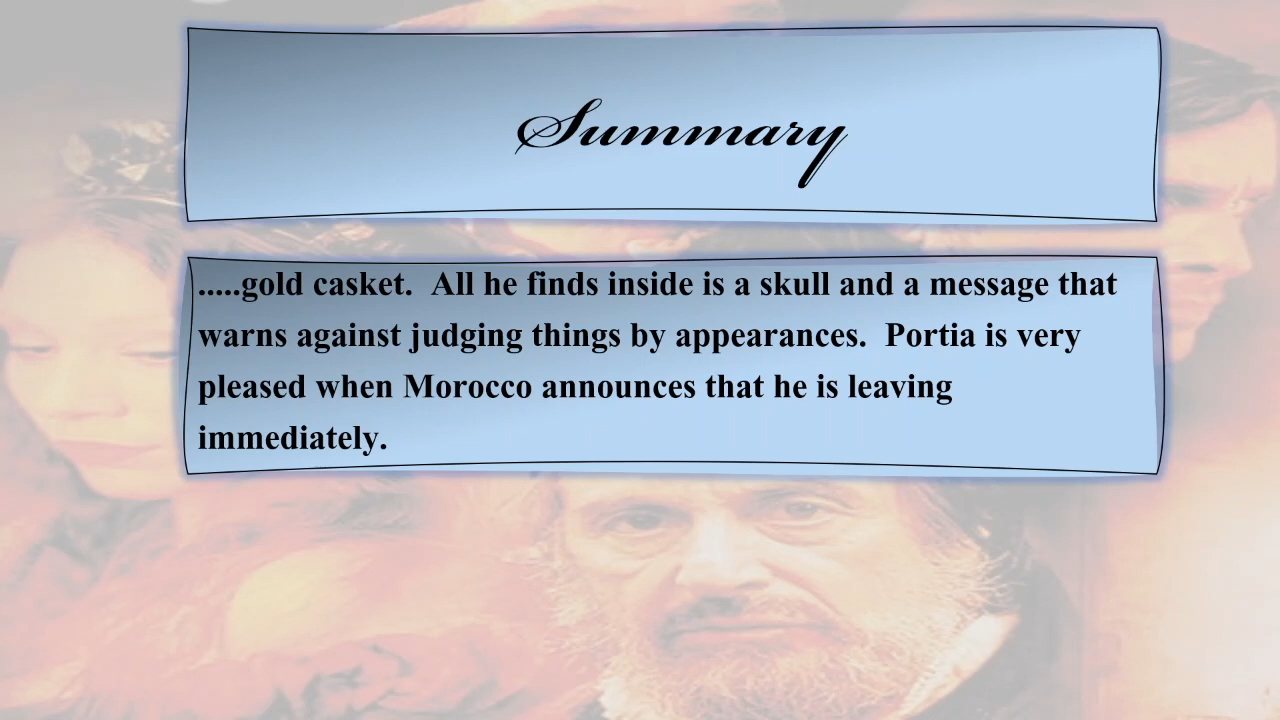 Summary
.....gold casket.  All he finds inside is a skull and a message that
warns against judging things by appearances.  Portia is very
pleased when Morocco announces that he is leaving
immediately.